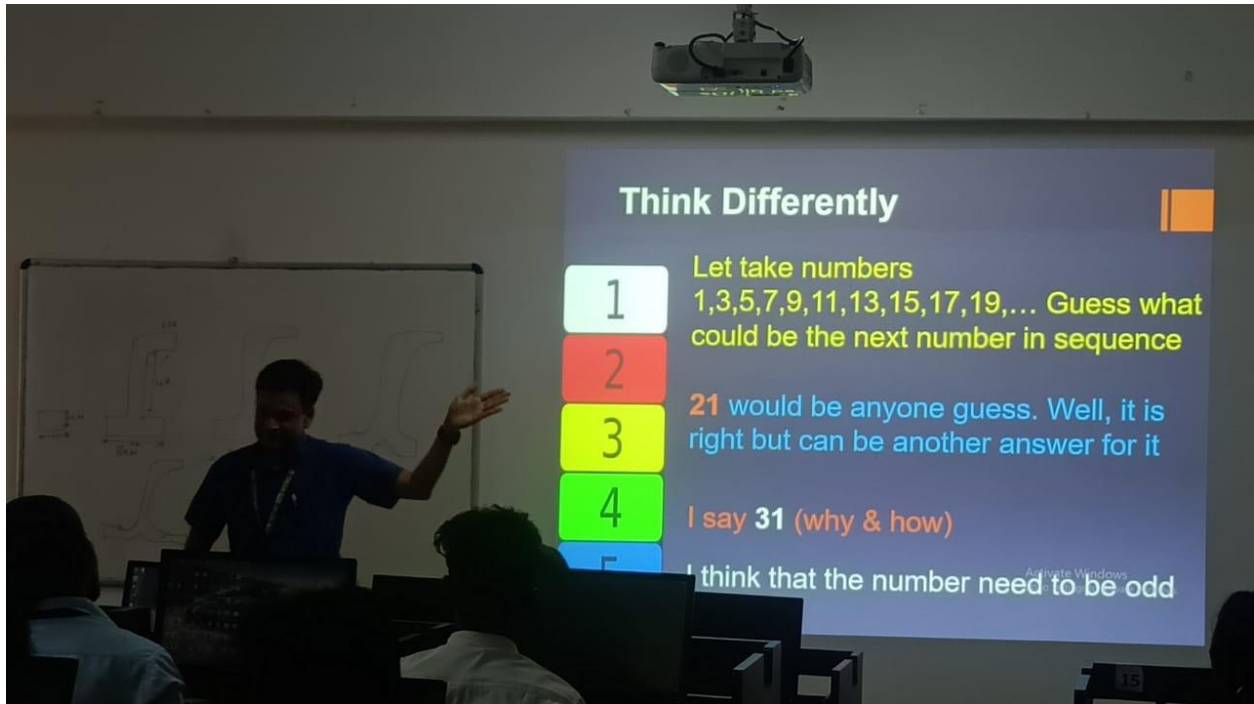 Think Differently
1
Let take numbers
1,3,5,7,9,11,13,15,17,19,... Guess what
could be the next number in sequence
2
21 would be anyone guess. Well, it is
3
right but can be another answer for it
4
I say 31 (why & how)
5
I think that the number need to be odd
Activate Windows
15